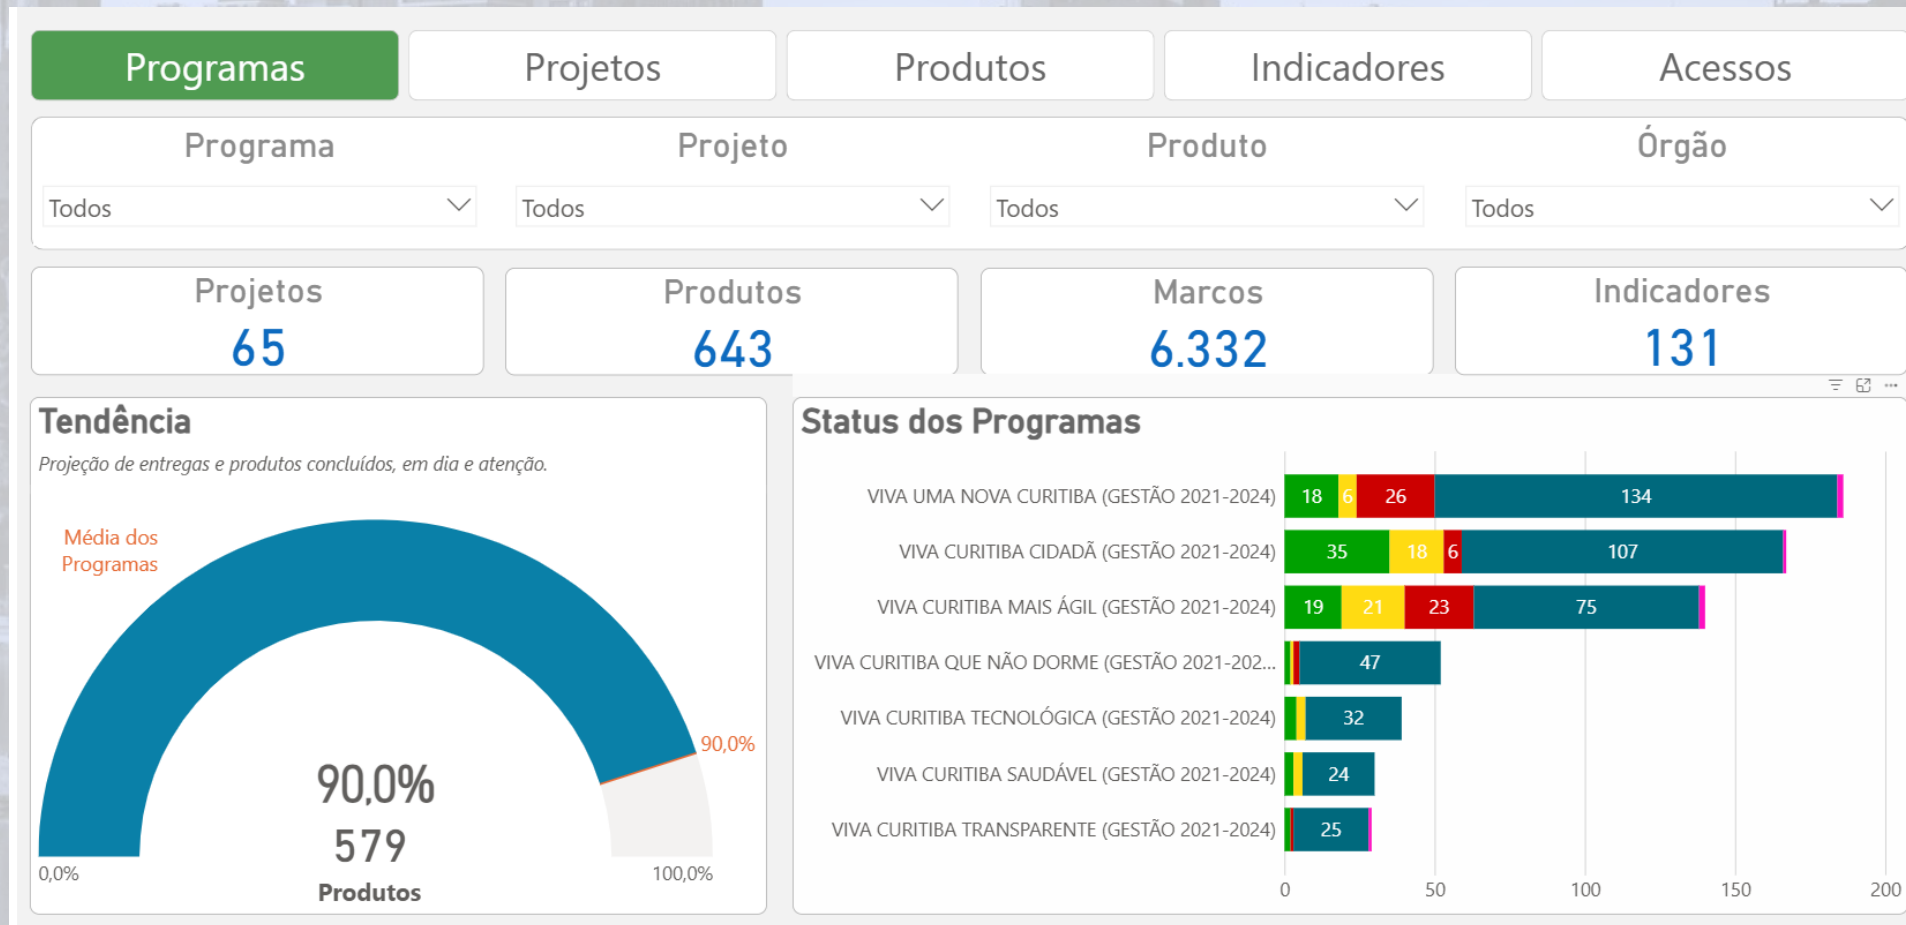 Programas
Projetos
Produtos
Indicadores
Acessos
Programa
Projeto
Produto
Órgão
Todos
Todos
Todos
Todos
Projetos
Produtos
Marcos
Indicadores
65
643
6.332
131
Tendência
Projeção de entregas e produtos concluídos, em dia e atenção.
Média dos
Programas
90,0%
90,0%
579
Produtos
0,0%
100,0%
Status dos Programas
VIVA UMA NOVA CURITIBA (GESTÃO 2021-2024) 18 6 26 134
VIVA CURITIBA CIDADÃ (GESTÃO 2021-2024) 35 18 6 107
VIVA CURITIBA MAIS ÁGIL (GESTÃO 2021-2024) 19 21 23 75
VIVA CURITIBA QUE NÃO DORME (GESTÃO 2021-202... 47
VIVA CURITIBA TECNOLÓGICA (GESTÃO 2021-2024) 32
VIVA CURITIBA SAUDÁVEL (GESTÃO 2021-2024) 24
VIVA CURITIBA TRANSPARENTE (GESTÃO 2021-2024) 25
0 50 100 150 200